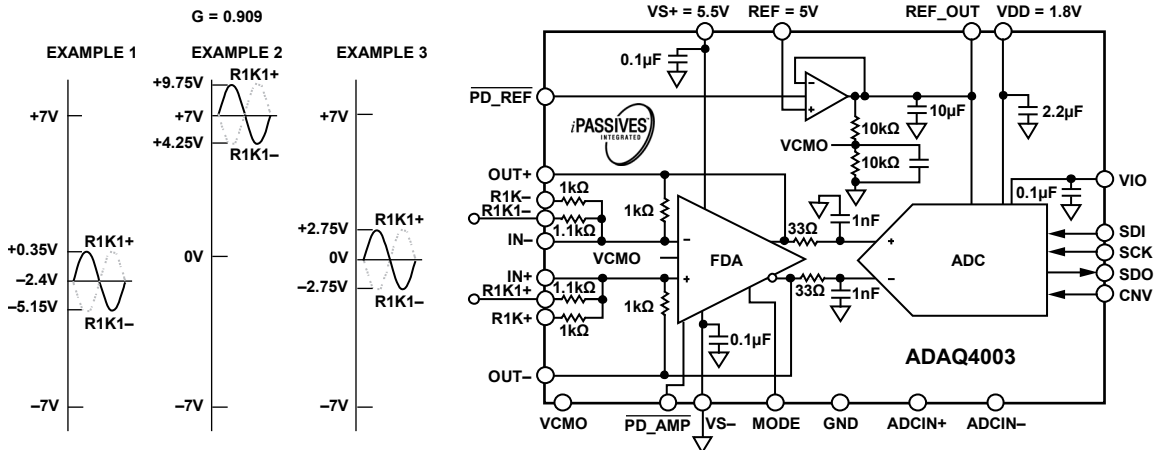 G = 0.909
EXAMPLE 1
EXAMPLE 2
EXAMPLE 3
+7V
+0.35V
R1K1+
–2.4V
–5.15V
R1K1–
–7V
+9.75V
R1K1+
+7V
+4.25V
R1K1–
0V
–7V
+7V
+2.75V
R1K1+
0V
–2.75V
R1K1–
–7V
VS+ = 5.5V
REF = 5V
REF_OUT
VDD = 1.8V
0.1µF
PD_REF
iPASSIVES™
INTEGRATED
–
+
10kΩ
VCMO
10kΩ
10µF
2.2µF
VIO
0.1µF
OUT+
R1K–
1kΩ
R1K1–
1.1kΩ
IN–
VCMO
IN+
R1K1+
1.1kΩ
R1K+
1kΩ
OUT–
1kΩ
1kΩ
–
FDA
+
33Ω
1nF
33Ω
1nF
+
ADC
–
SDI
SCK
SDO
CNV
0.1µF
ADAQ4003
VCMO
PD_AMP
VS–
MODE
GND
ADCIN+
ADCIN–